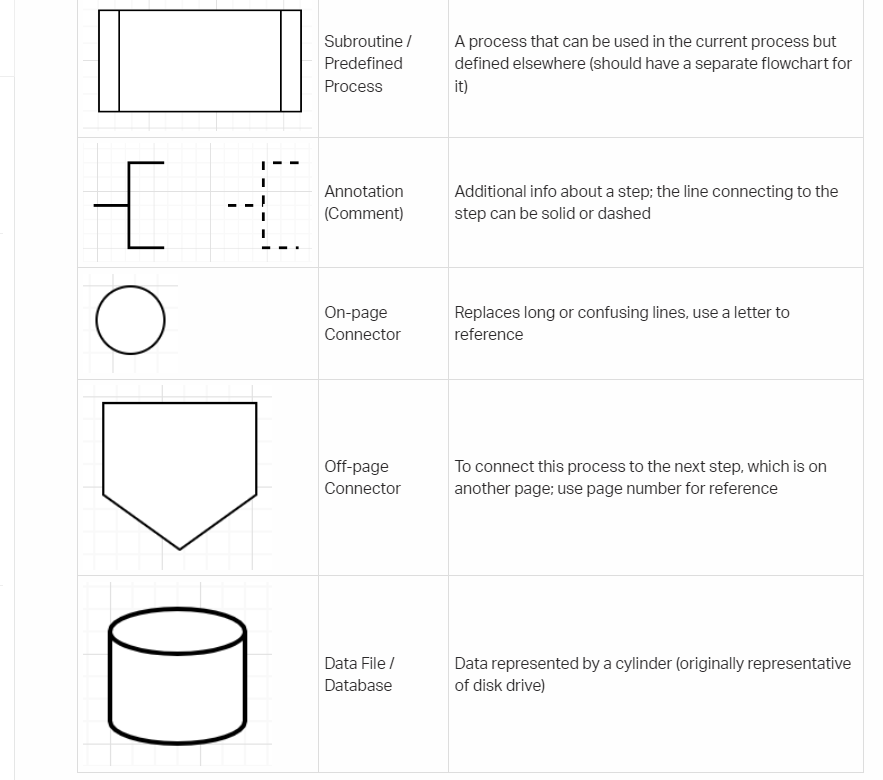 Subroutine /
Predefined
Process
A process that can be used in the current process but
defined elsewhere (should have a separate flowchart for
it)
Annotation
(Comment)
Additional info about a step; the line connecting to the
step can be solid or dashed
On-page
Connector
Replaces long or confusing lines, use a letter to
reference
Off-page
Connector
To connect this process to the next step, which is on
another page; use page number for reference
Data File /
Database
Data represented by a cylinder (originally representative
of disk drive)